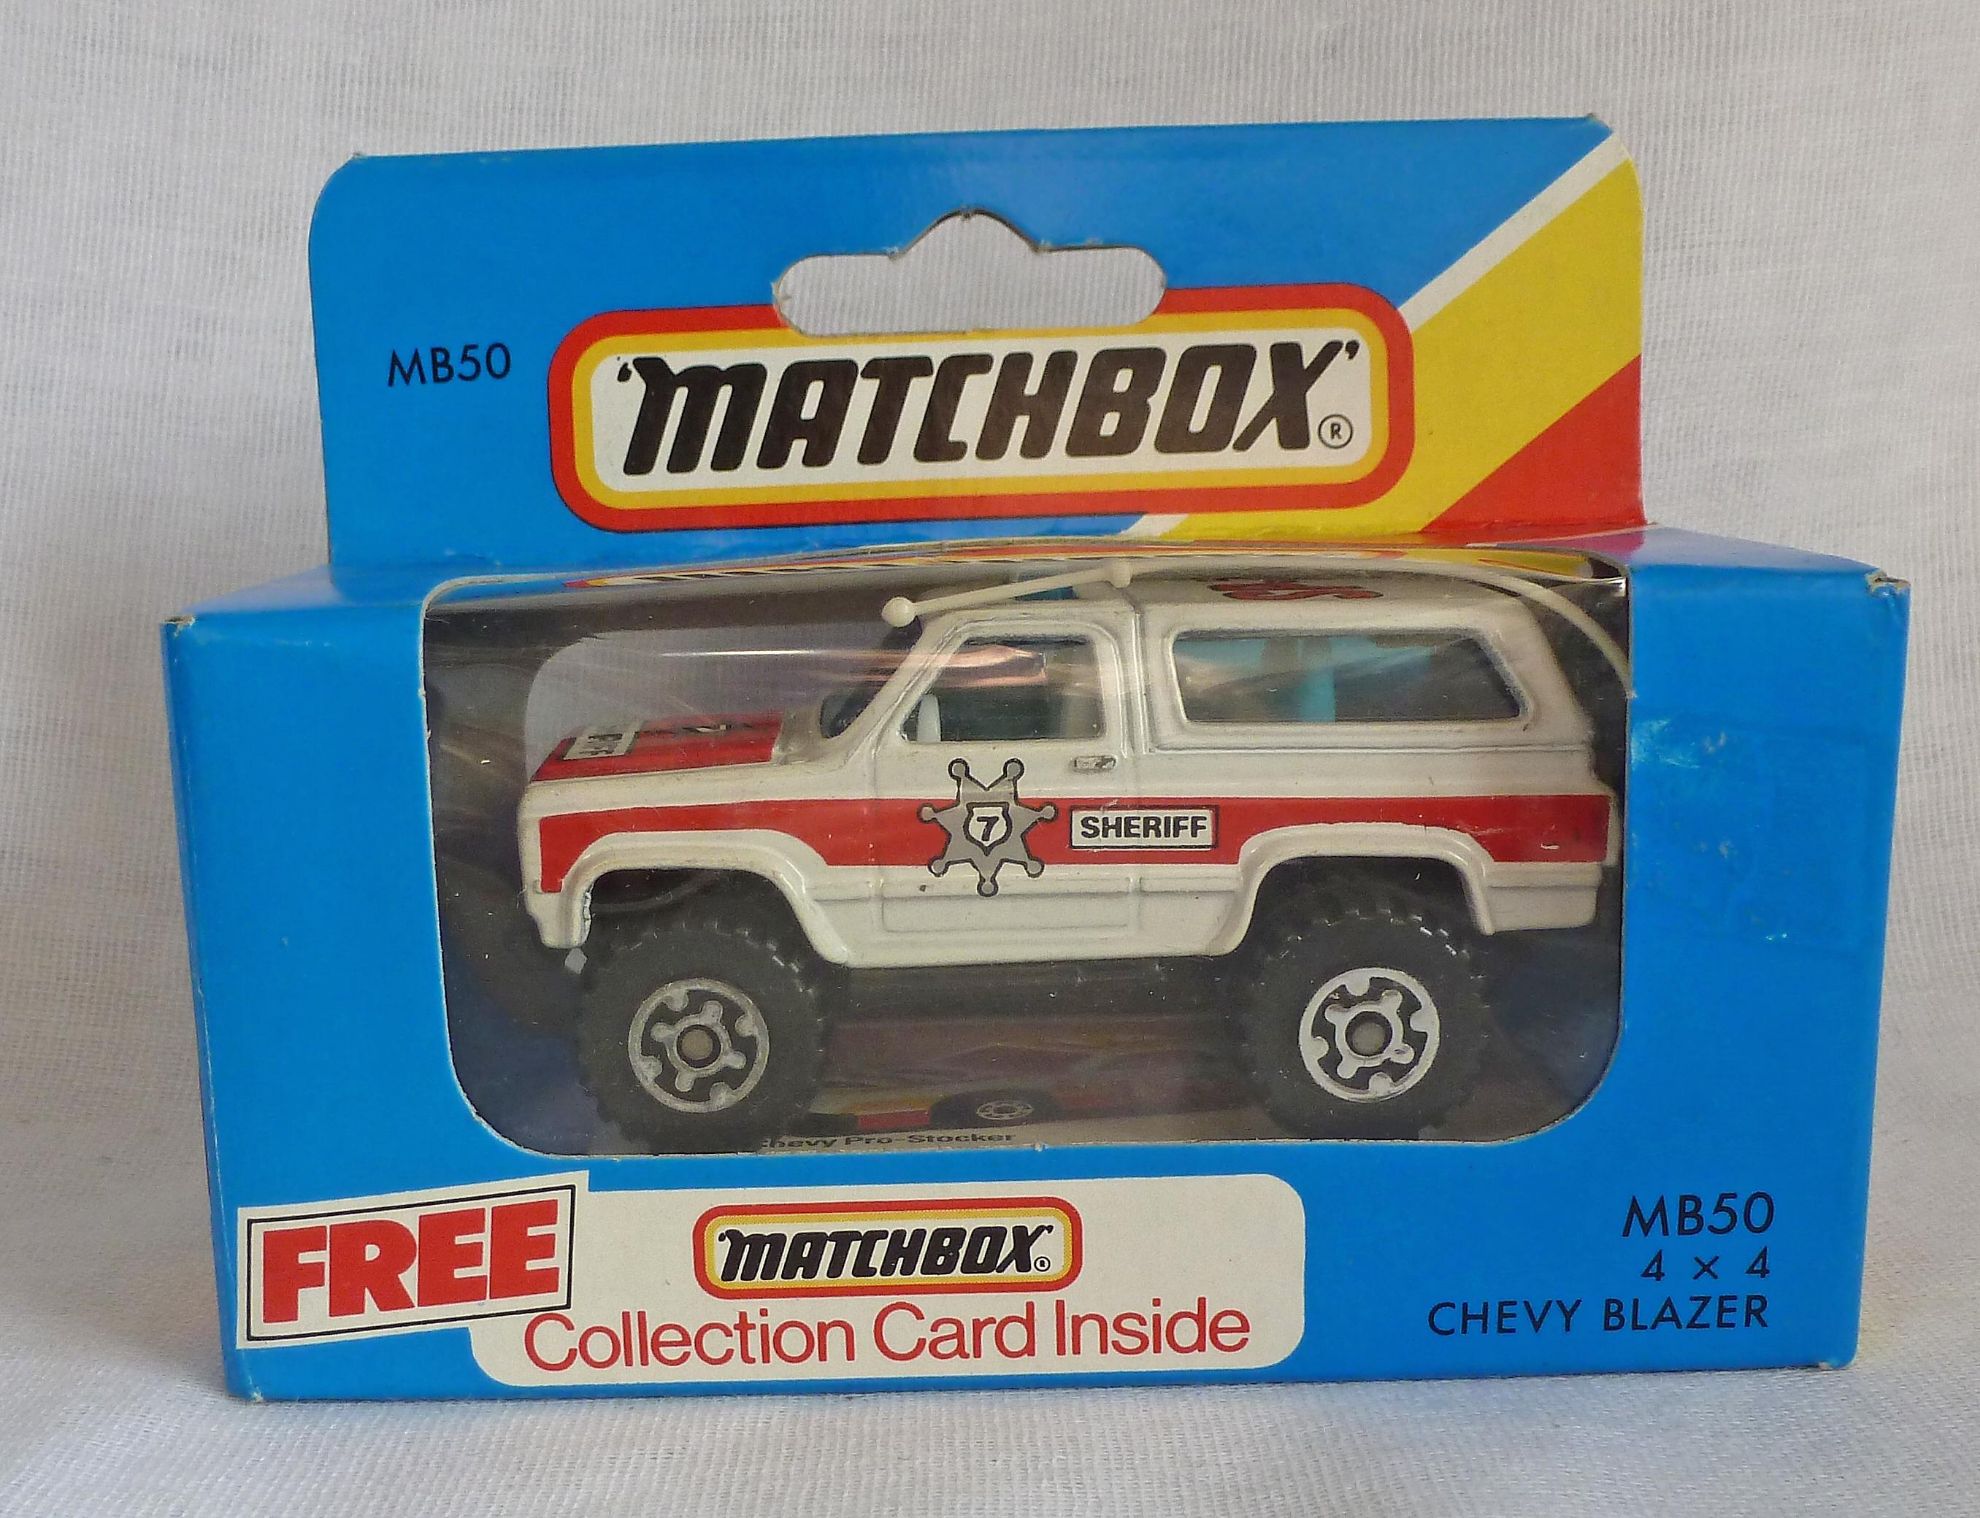 MB50
'MATCHBOX'®
7
SHERIFF
Chevy Pro-Stocker
FREE
'MATCHBOX'®
Collection Card Inside
MB50
4 x 4
CHEVY BLAZER